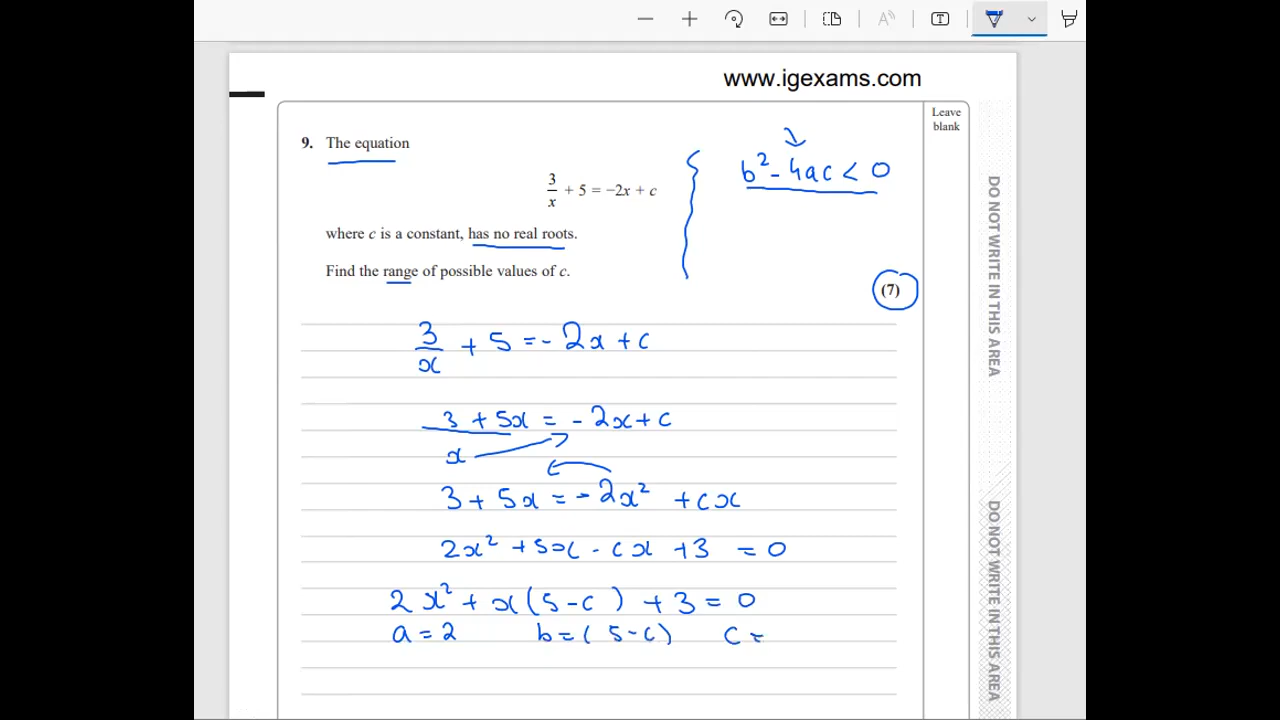 www.igexams.com
Leave
blank
9. The equation
b² - 4ac < 0
3/x + 5 = −2x + c
where c is a constant, has no real roots.
Find the range of possible values of c.
(7)
3/x + 5 = - 2x + c
3 + 5x = - 2x + c
x
3 + 5x = - 2x² + cx
2x² + 5x - cx + 3 = 0
2x² + x(5 - c) + 3 = 0
a = 2 b = (5 - c) c =
DO NOT WRITE IN THIS AREA
DO NOT WRITE IN THIS AREA